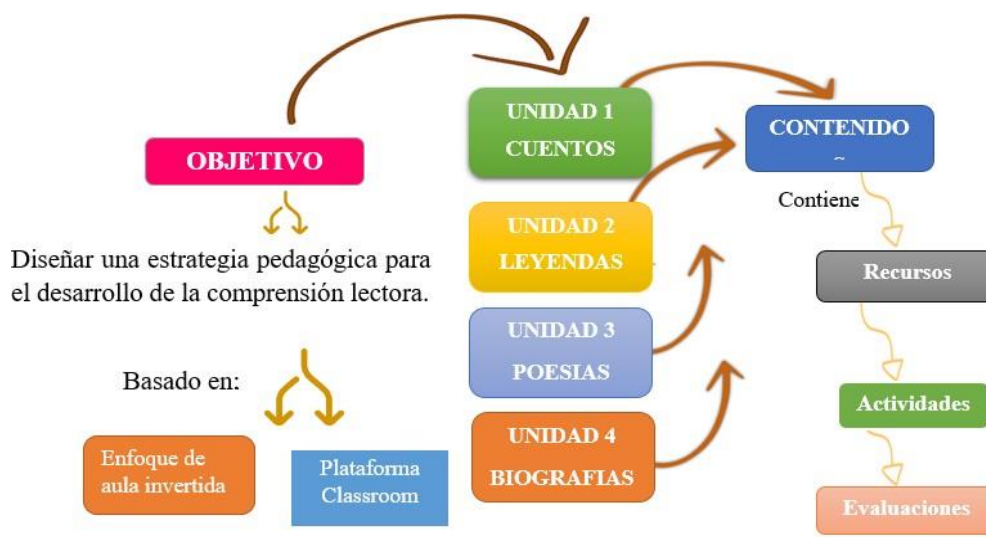 OBJETIVO
Diseñar una estrategia pedagógica para
el desarrollo de la comprensión lectora.
Basado en:
Enfoque de
aula invertida
Plataforma
Classroom
UNIDAD 1
CUENTOS
UNIDAD 2
LEYENDAS
UNIDAD 3
POESIAS
UNIDAD 4
BIOGRAFIAS
CONTENIDO
Contiene
Recursos
Actividades
Evaluaciones